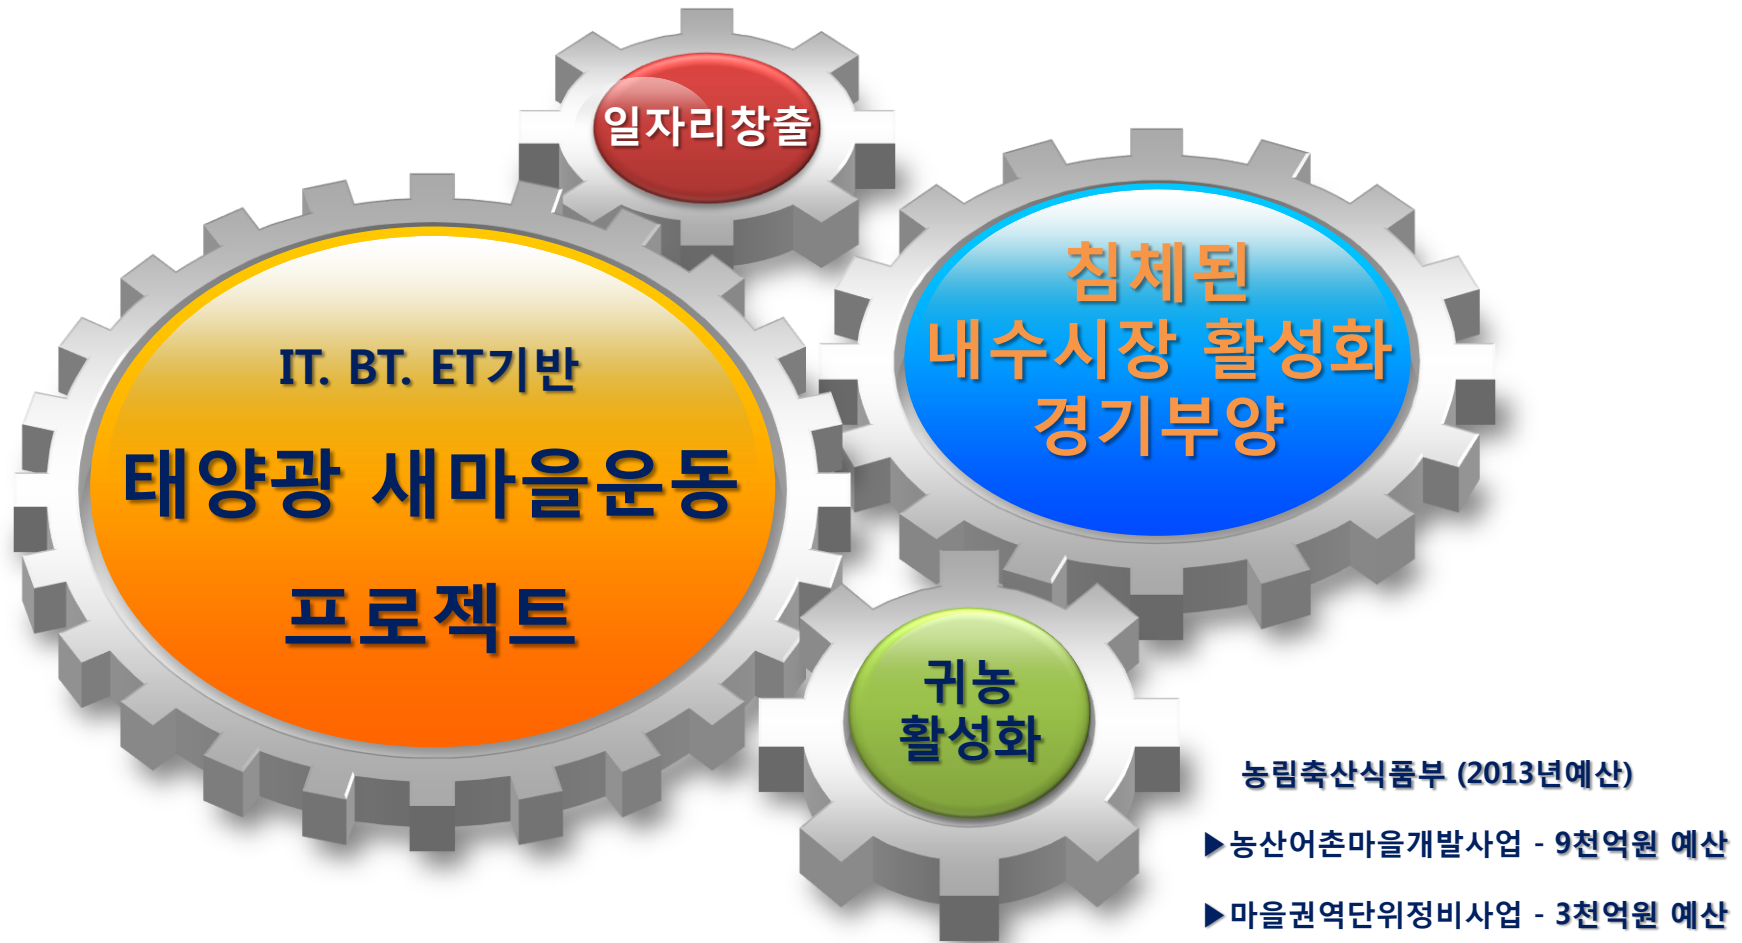 일자리창출
IT. BT. ET기반
태양광 새마을운동
프로젝트
침체된
내수시장 활성화
경기부양
귀농
활성화
농림축산식품부 (2013년예산)
▶농산어촌마을개발사업 - 9천억원 예산
▶마을권역단위정비사업 - 3천억원 예산